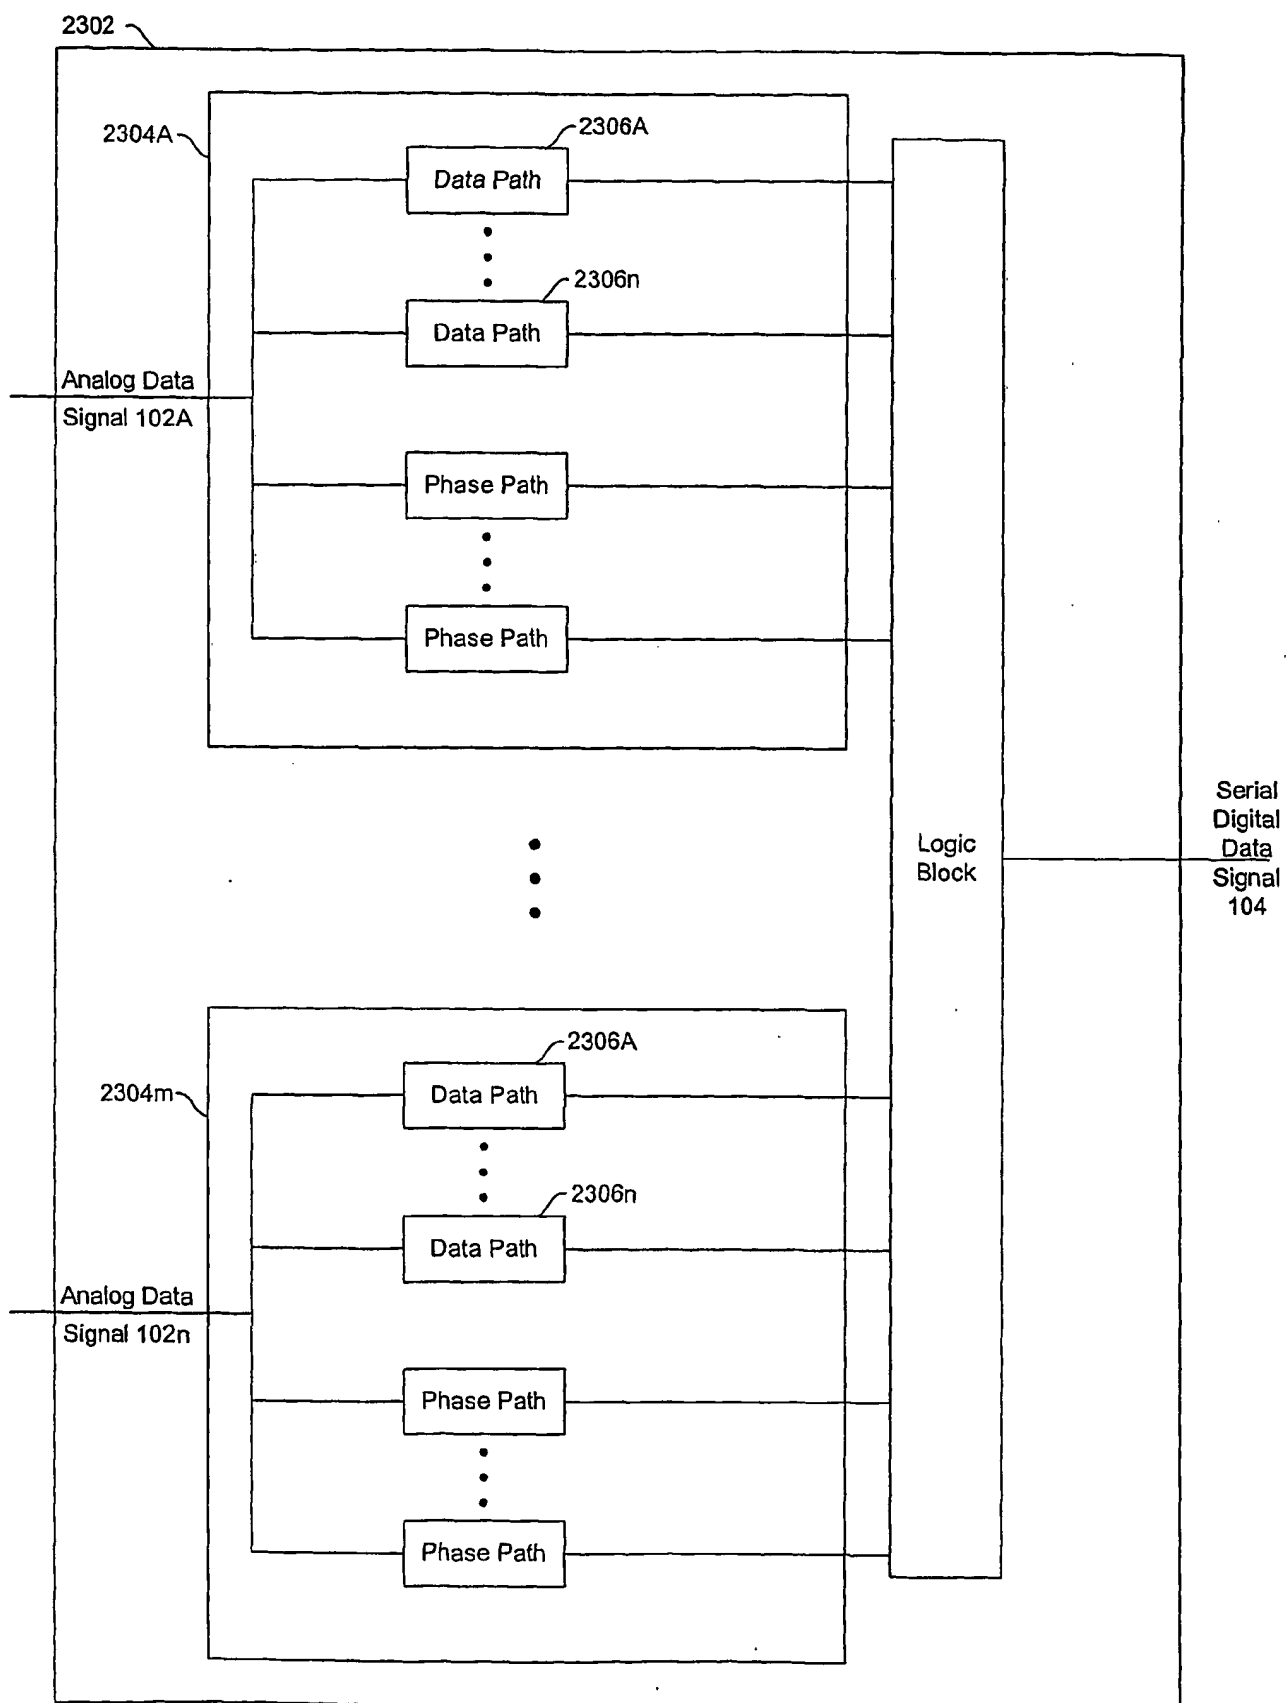 2302
2304A
2306A
Data Path
2306n
Data Path
Analog Data
Signal 102A
Phase Path
Phase Path
Serial
Digital
Data
Signal
104
Logic
Block
2304m
2306A
Data Path
2306n
Data Path
Analog Data
Signal 102n
Phase Path
Phase Path